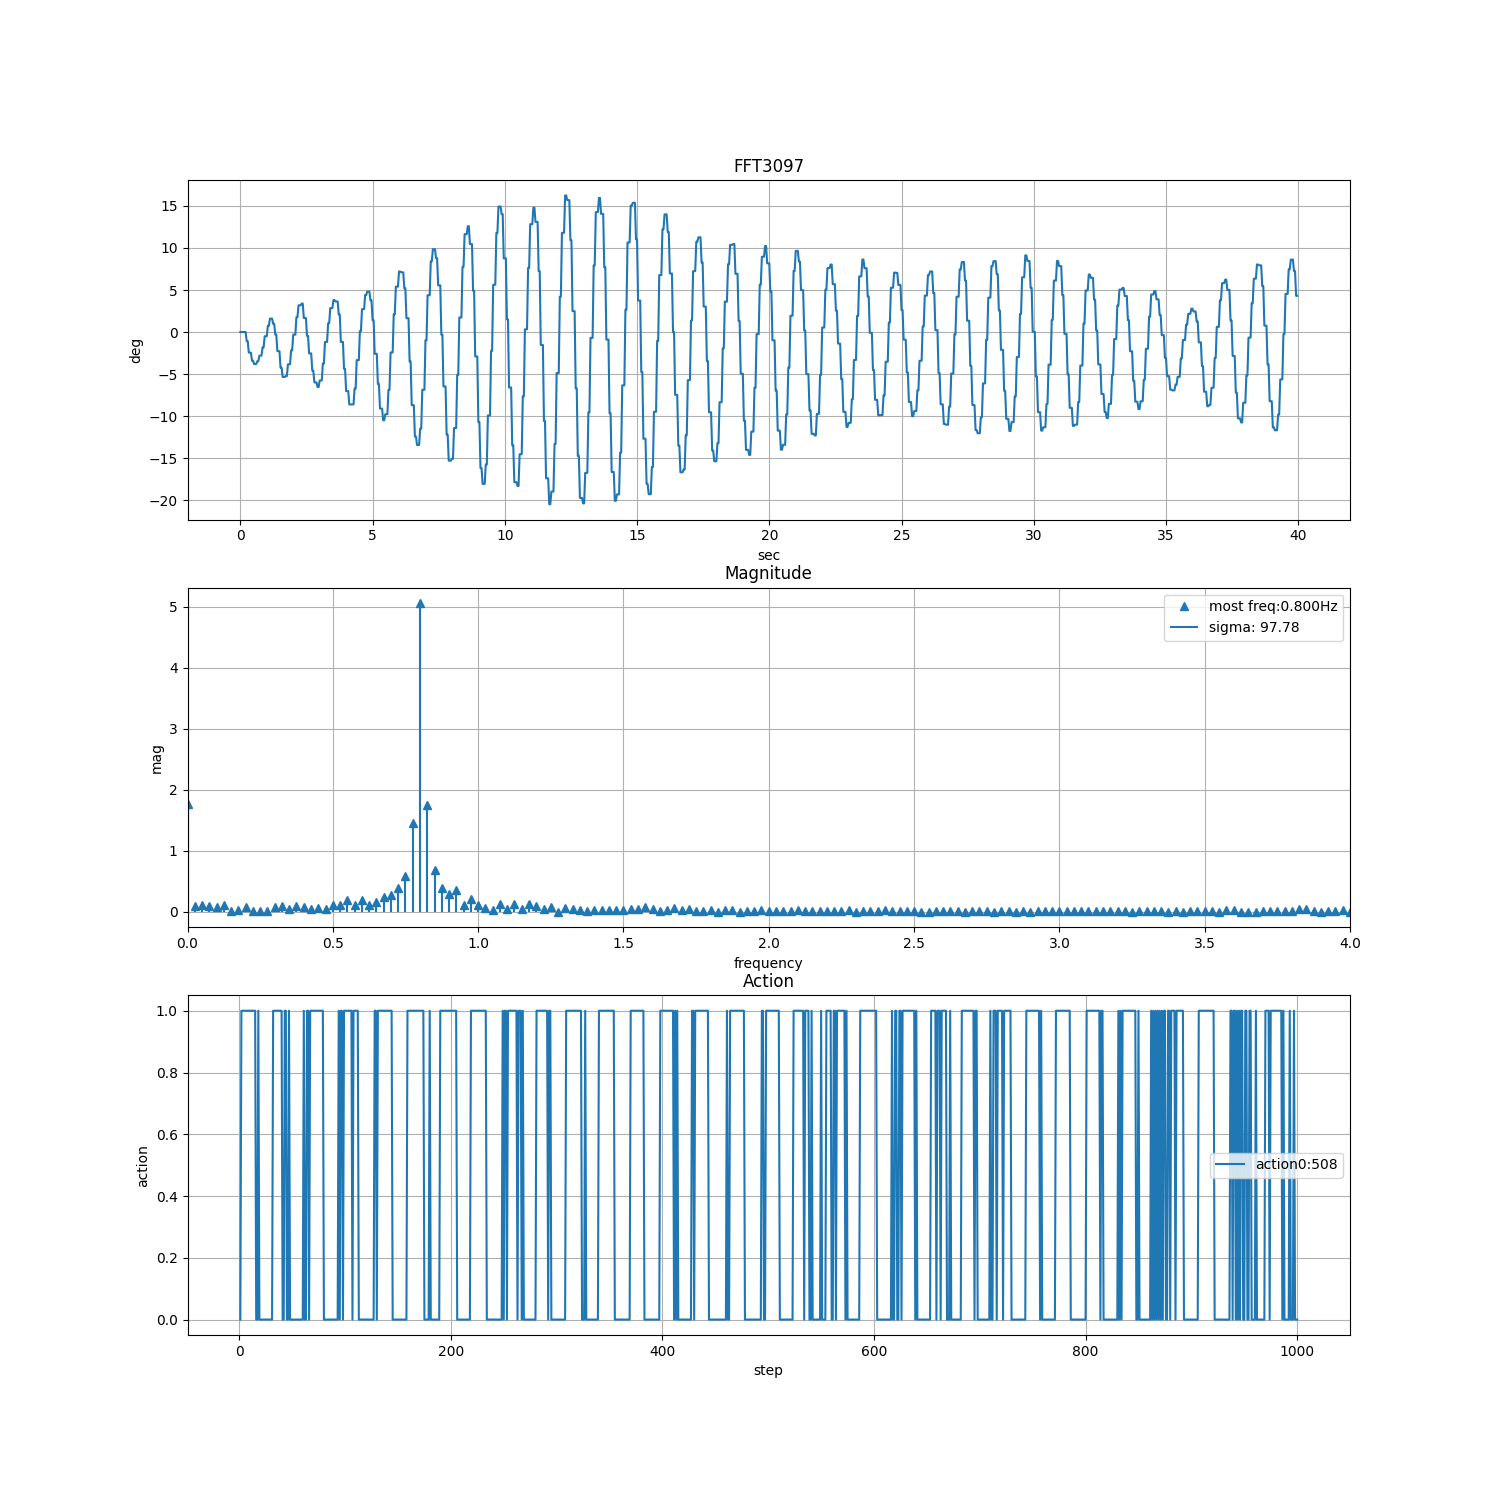 FFT3097
15
10
5
0
−5
−10
−15
−20
deg
0 5 10 15 20 25 30 35 40
sec
Magnitude
most freq:0.800Hz
sigma: 97.78
5
4
3
2
1
0
mag
0.0 0.5 1.0 1.5 2.0 2.5 3.0 3.5 4.0
frequency
Action
1.0
0.8
0.6
0.4
0.2
0.0
action
action0:508
0 200 400 600 800 1000
step